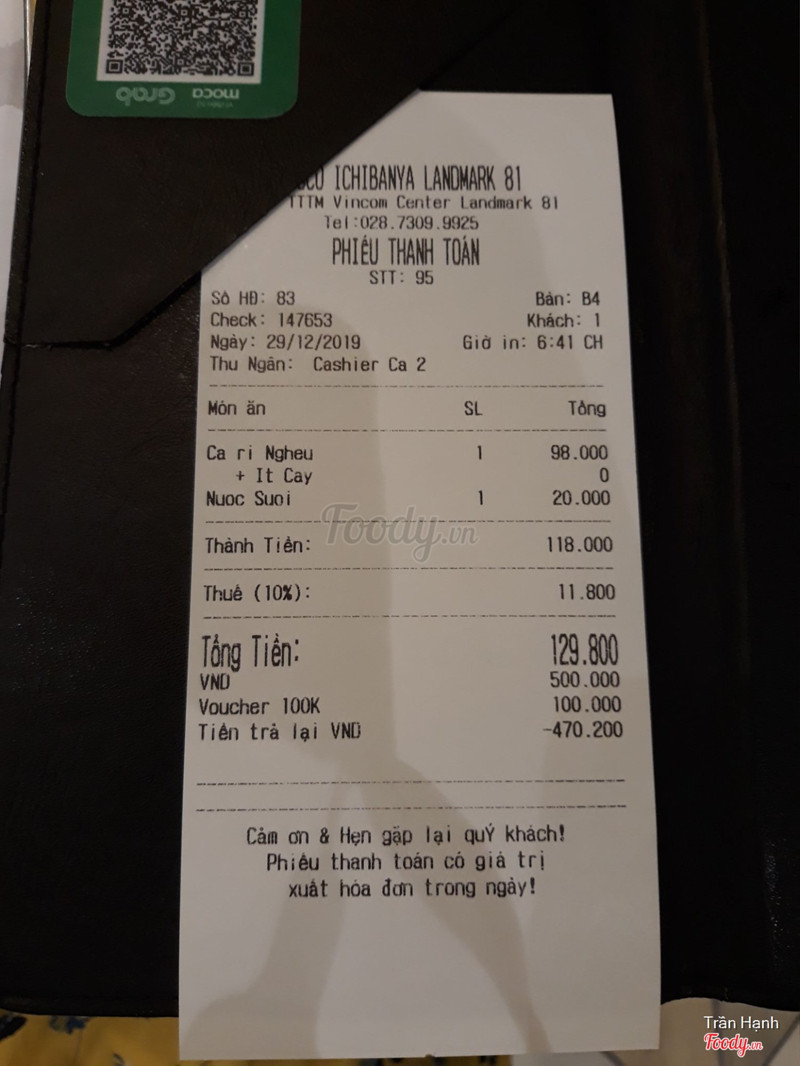 Grab moca
ICHIBANYA LANDMARK 81
TTTM Vincom Center Landmark 81
Tel:028.7309.9925
PHIẾU THANH TOÁN
STT: 95
Số HĐ: 83 Bàn: B4
Check: 147653 Khách: 1
Ngày: 29/12/2019 Giờ in: 6:41 CH
Thu Ngân: Cashier Ca 2
Món ăn SL Tổng
Ca ri Ngheu 1 98.000
+ It Cay 0
Nuoc Suoi 1 20.000
Foody.vn
Thành Tiền: 118.000
Thuế (10%): 11.800
Tổng Tiền: 129.800
VND 500.000
Voucher 100K 100.000
Tiền trả lại VND -470.200
Cảm ơn & Hẹn gặp lại quÝ khách!
Phiếu thanh toán có giá trị
xuất hóa đơn trong ngày!
Trần Hạnh
Foody.vn